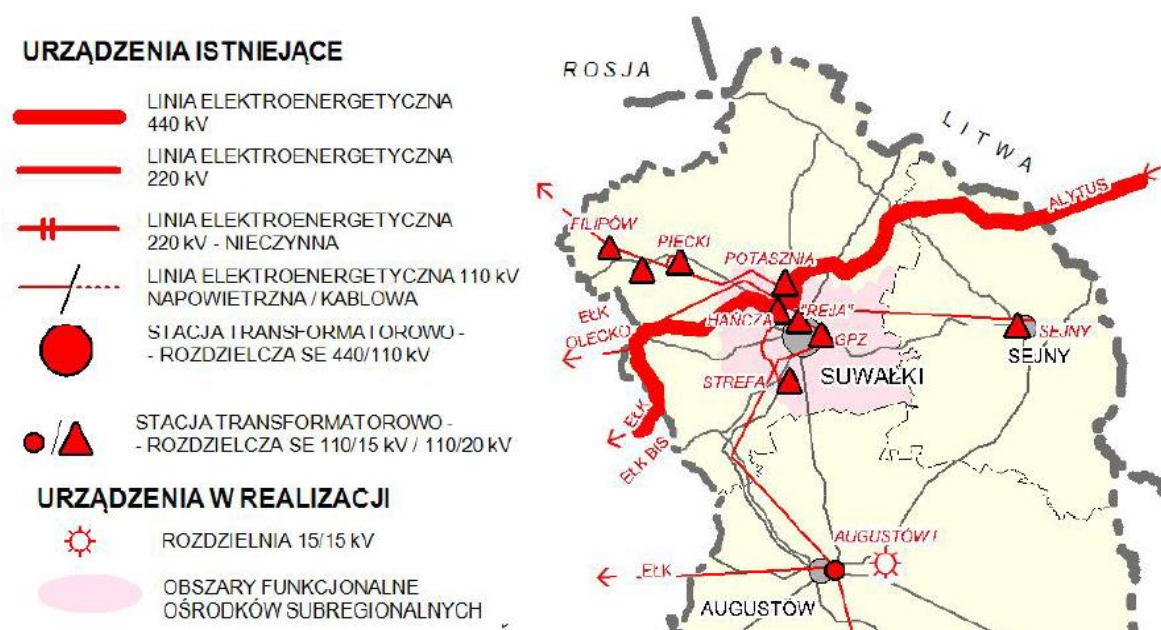 URZĄDZENIA ISTNIEJĄCE
LINIA ELEKTROENERGETYCZNA
440 kV
LINIA ELEKTROENERGETYCZNA
220 kV
LINIA ELEKTROENERGETYCZNA
220 kV - NIECZYNNA
LINIA ELEKTROENERGETYCZNA 110 kV
NAPOWIETRZNA / KABLOWA
STACJA TRANSFORMATOROWO -
- ROZDZIELCZA SE 440/110 kV
STACJA TRANSFORMATOROWO -
- ROZDZIELCZA SE 110/15 kV / 110/20 kV
URZĄDZENIA W REALIZACJI
ROZDZIELNIA 15/15 kV
OBSZARY FUNKCJONALNE
OŚRODKÓW SUBREGIONALNYCH
ROSJA
LITWA
ALYTUS
FILIPÓW
PIECKI
POTASZNIA
EŁK
OLECKO
HAŃCZA
"REJA"
GPZ
SEJNY
SEJNY
STREFA
SUWAŁKI
EŁK
EŁK BIS
AUGUSTÓW I
EŁK
AUGUSTÓW